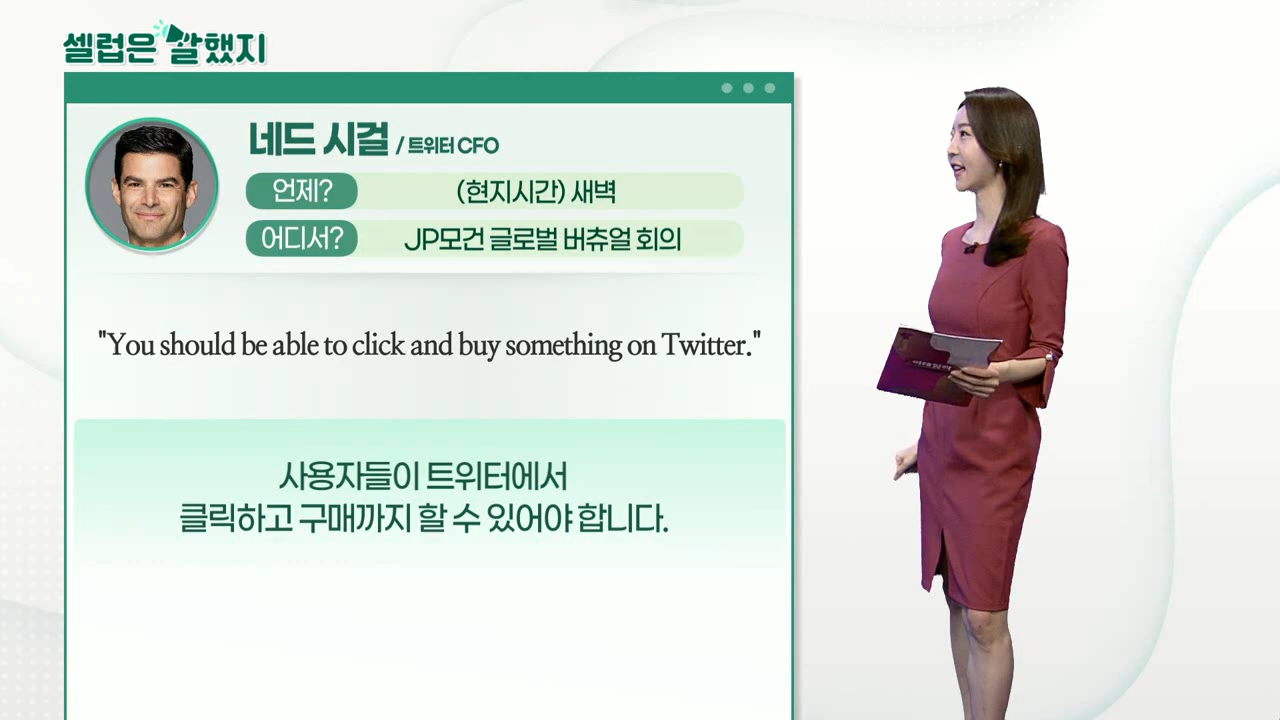 셀럽은 말했지
네드 시걸 / 트위터 CFO
언제? (현지시간) 새벽
어디서? JP모건 글로벌 버츄얼 회의
"You should be able to click and buy something on Twitter."
사용자들이 트위터에서
클릭하고 구매까지 할 수 있어야 합니다.